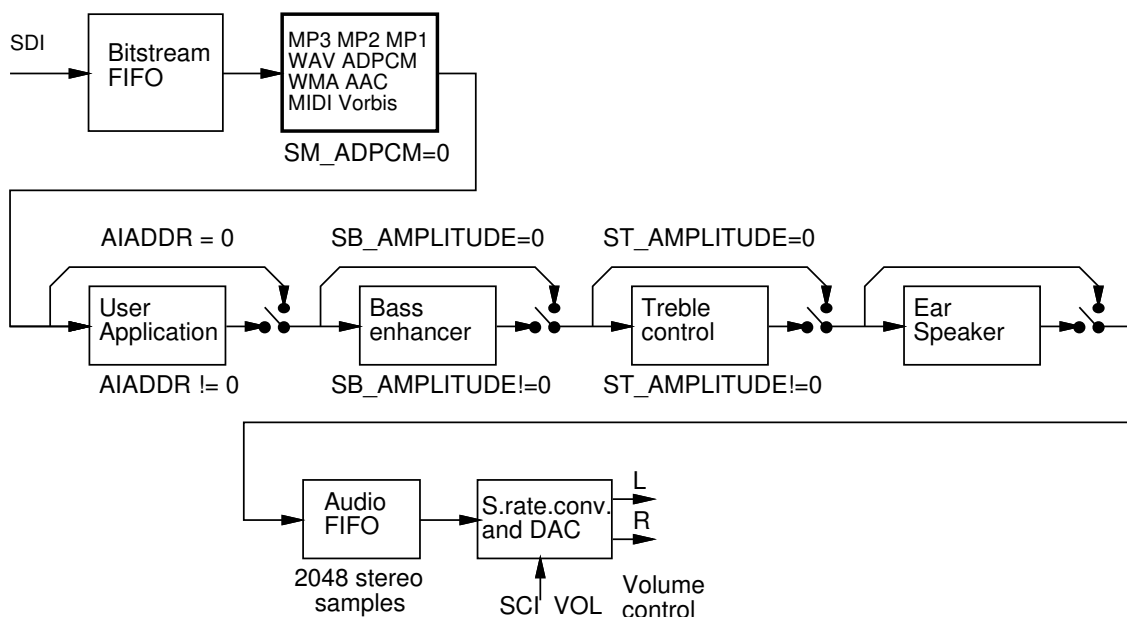 SDI
Bitstream
FIFO
MP3 MP2 MP1
WAV ADPCM
WMA AAC
MIDI Vorbis
SM_ADPCM=0
AIADDR = 0
SB_AMPLITUDE=0
ST_AMPLITUDE=0
User
Application
Bass
enhancer
Treble
control
Ear
Speaker
AIADDR != 0
SB_AMPLITUDE!=0
ST_AMPLITUDE!=0
Audio
FIFO
S.rate.conv.
and DAC
L
R
2048 stereo
samples
SCI_VOL
Volume
control